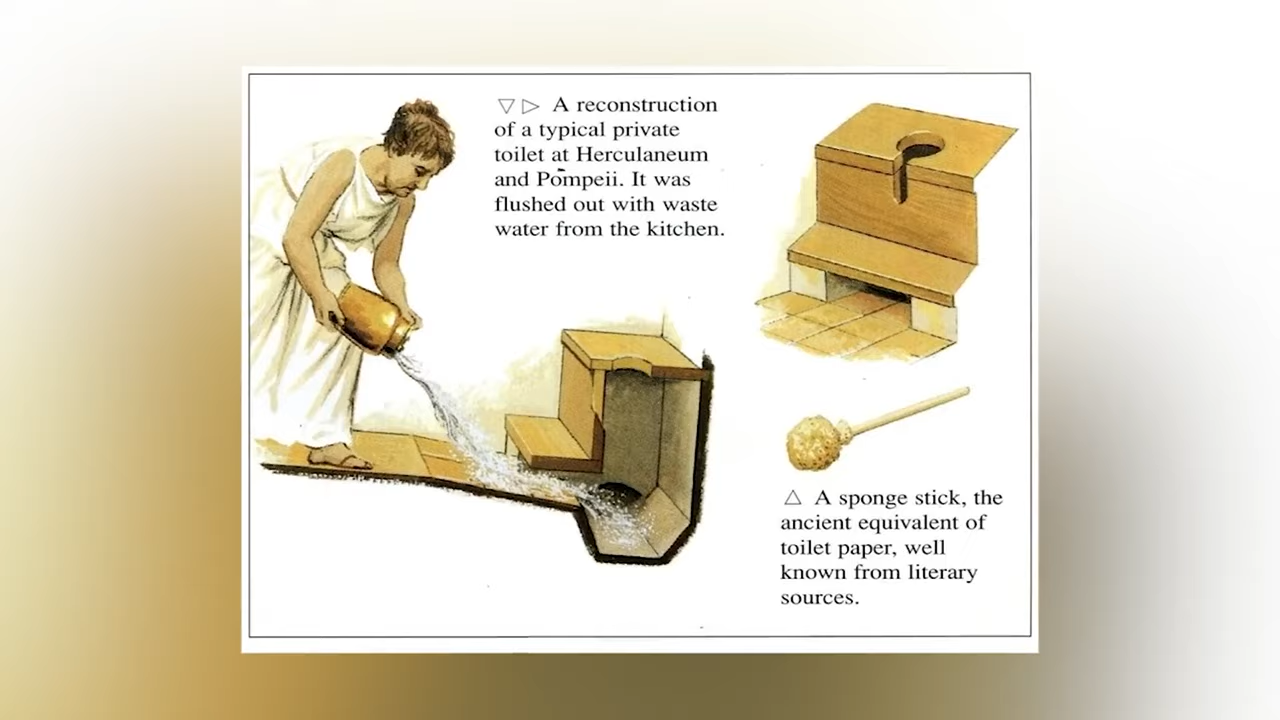 ▽ ▷ A reconstruction
of a typical private
toilet at Herculaneum
and Pompeii. It was
flushed out with waste
water from the kitchen.
△ A sponge stick, the
ancient equivalent of
toilet paper, well
known from literary
sources.